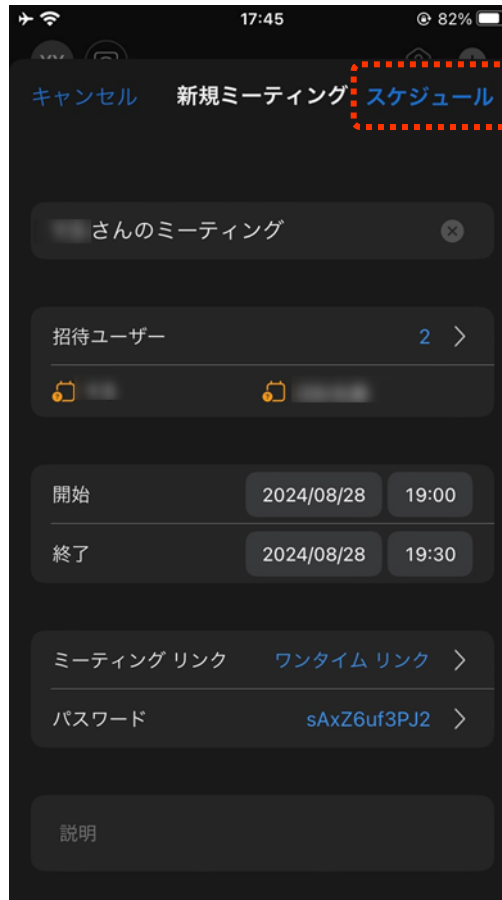 17:45 82%
キャンセル 新規ミーティング スケジュール
さんのミーティング
招待ユーザー 2
開始 2024/08/28 19:00
終了 2024/08/28 19:30
ミーティング リンク ワンタイム リンク
パスワード sAxZ6uf3PJ2
説明